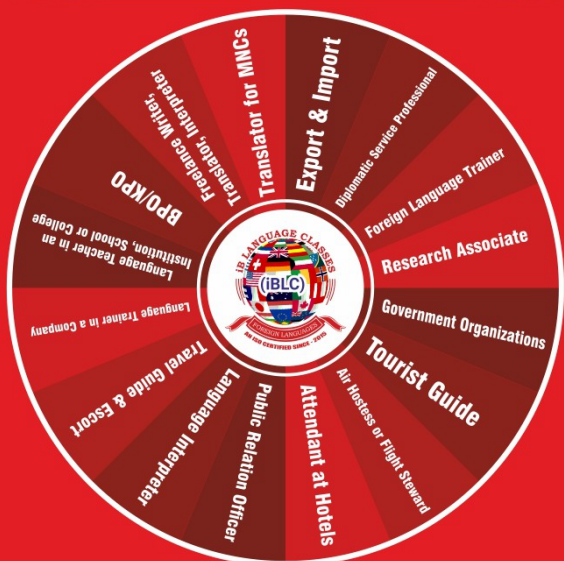 Export & Import
Diplomatic Service Professional
Foreign Language Trainer
Research Associate
Government Organizations
Tourist Guide
Air Hostess or Flight Steward
Attendant at Hotels
Public Relation Officer
Language Interpreter
Travel Guide & Escort
Language Trainer in a Company
Language Teacher in an
Institution, School or College
BPO/KPO
Freelance Writer,
Translator, Interpreter
Translator for MNCs
iB LANGUAGE CLASSES
(iBLC)
FOREIGN LANGUAGES
AN ISO CERTIFIED SINCE - 2015